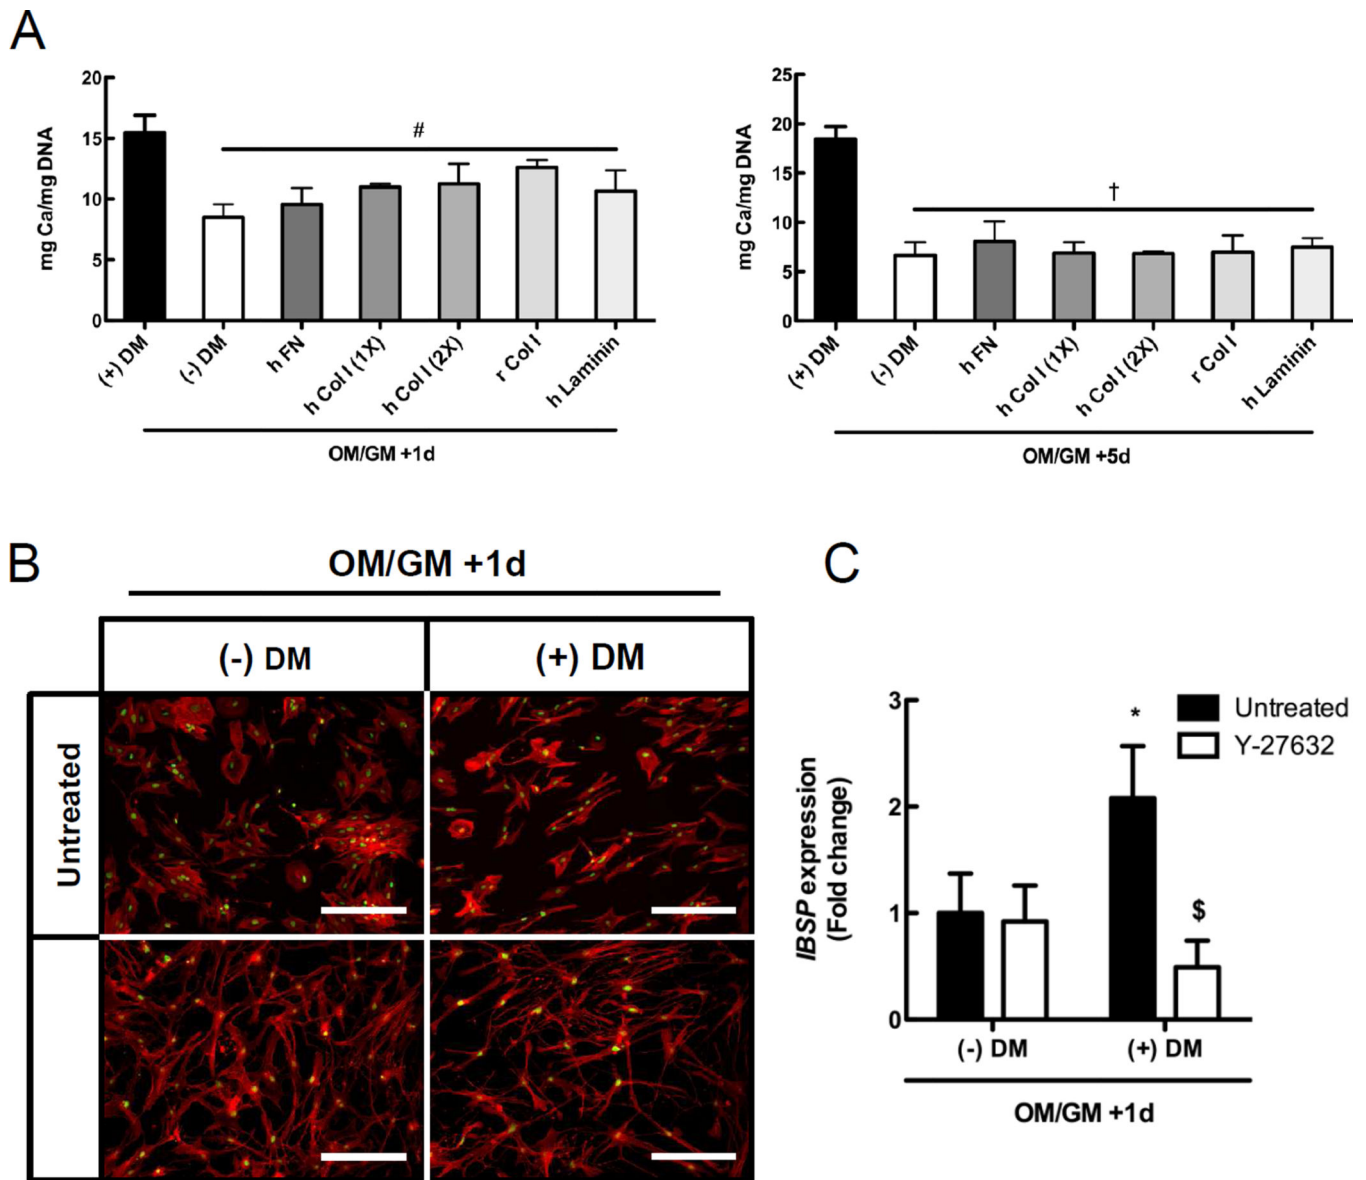 A
20
15
10
5
0
mg Ca/mg DNA
#
(+) DM
(-) DM
h FN
h Col I (1X)
h Col I (2X)
r Col I
h Laminin
OM/GM +1d
25
20
15
10
5
0
mg Ca/mg DNA
†
(+) DM
(-) DM
h FN
h Col I (1X)
h Col I (2X)
r Col I
h Laminin
OM/GM +5d
B
OM/GM +1d
(-) DM
(+) DM
Untreated
C
3
2
1
0
IBSP expression
(Fold change)
*
$
Untreated
Y-27632
(-) DM
(+) DM
OM/GM +1d